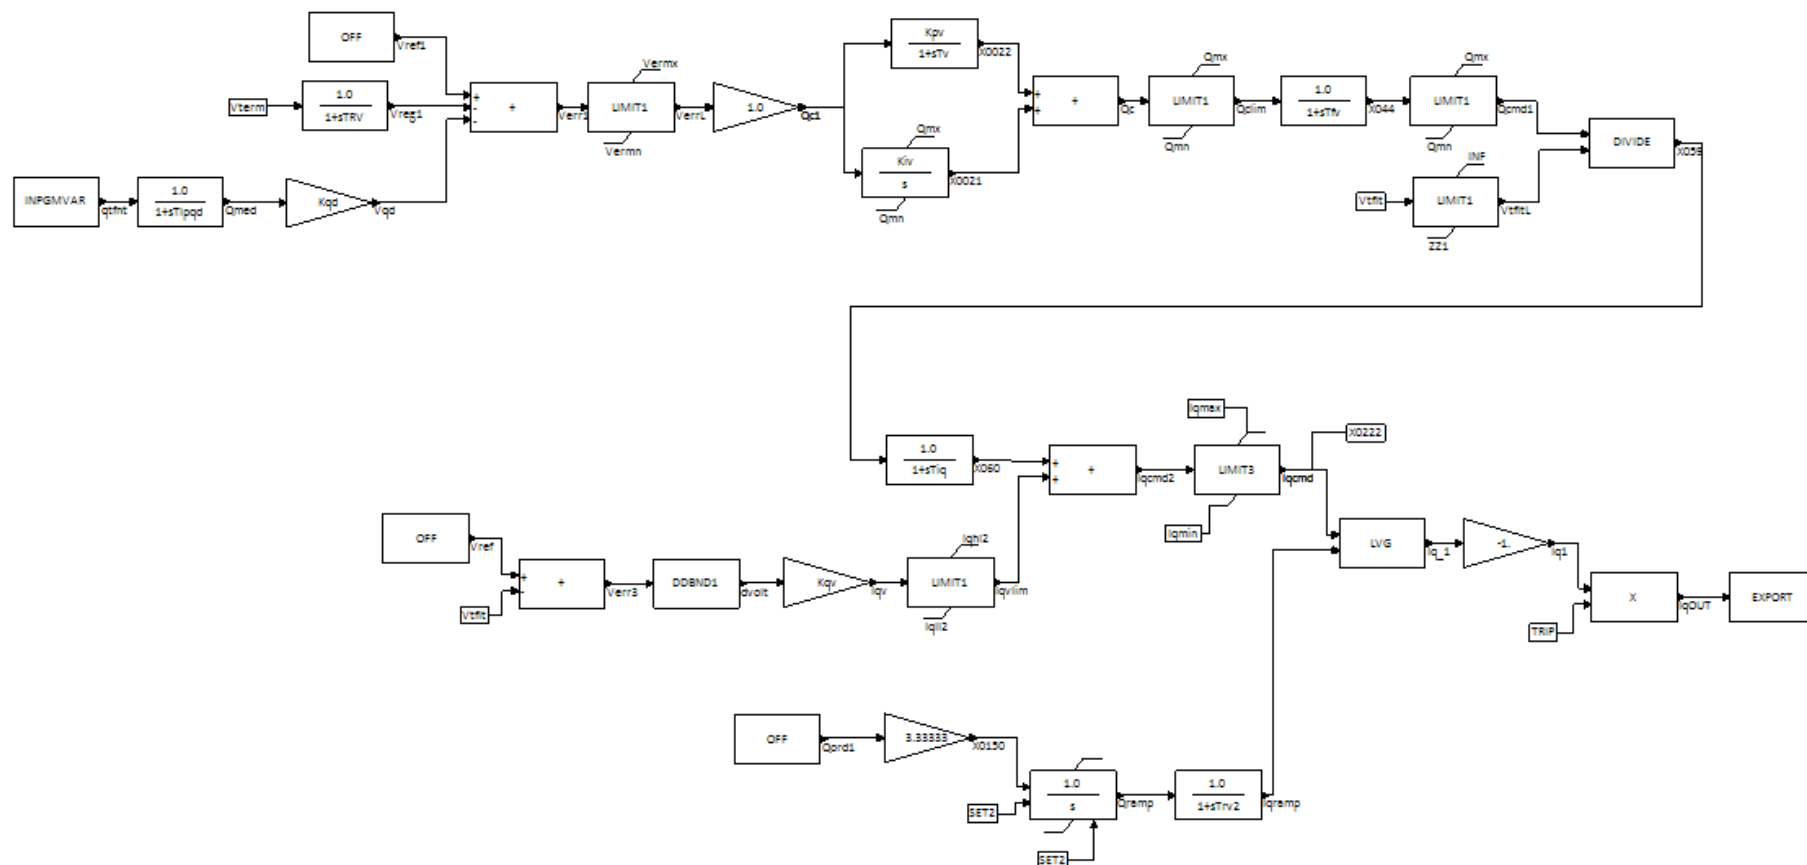 OFF
Vref1
Vterm
1.0
1+sTRV
Vreg1
+
-
-
+
Verr1
Vermx
LIMIT1
Vermn
VerrL
1.0
Qc1
INPGMVAR
qtfnt
1.0
1+sTlpqd
Qmed
Kqd
Vqd
Kpv
1+sTv
X0022
Qmx
Kiv
s
Qmn
X0021
+
+
+
Qc
Qmx
LIMIT1
Qmn
Qclim
1.0
1+sTfv
X044
Qmx
LIMIT1
Qmn
Qcmd1
Vtflt
INF
LIMIT1
ZZ1
VtfltL
DIVIDE
X059
1.0
1+sTiq
X060
+
+
+
Iqcmd2
Iqmax
LIMIT3
Iqmin
Iqcmd
X0222
OFF
Vref
Vtflt
+
-
+
Verr3
DDBND1
dvolt
Kqv
Iqv
Iqhl2
LIMIT1
Iqll2
Iqvlim
LVG
Iq_1
-1.
Iq1
TRIP
X
IqOUT
EXPORT
OFF
Qprd1
3.33333
X0150
SET2
1.0
s
SET2
Qramp
1.0
1+sTrv2
Iqramp